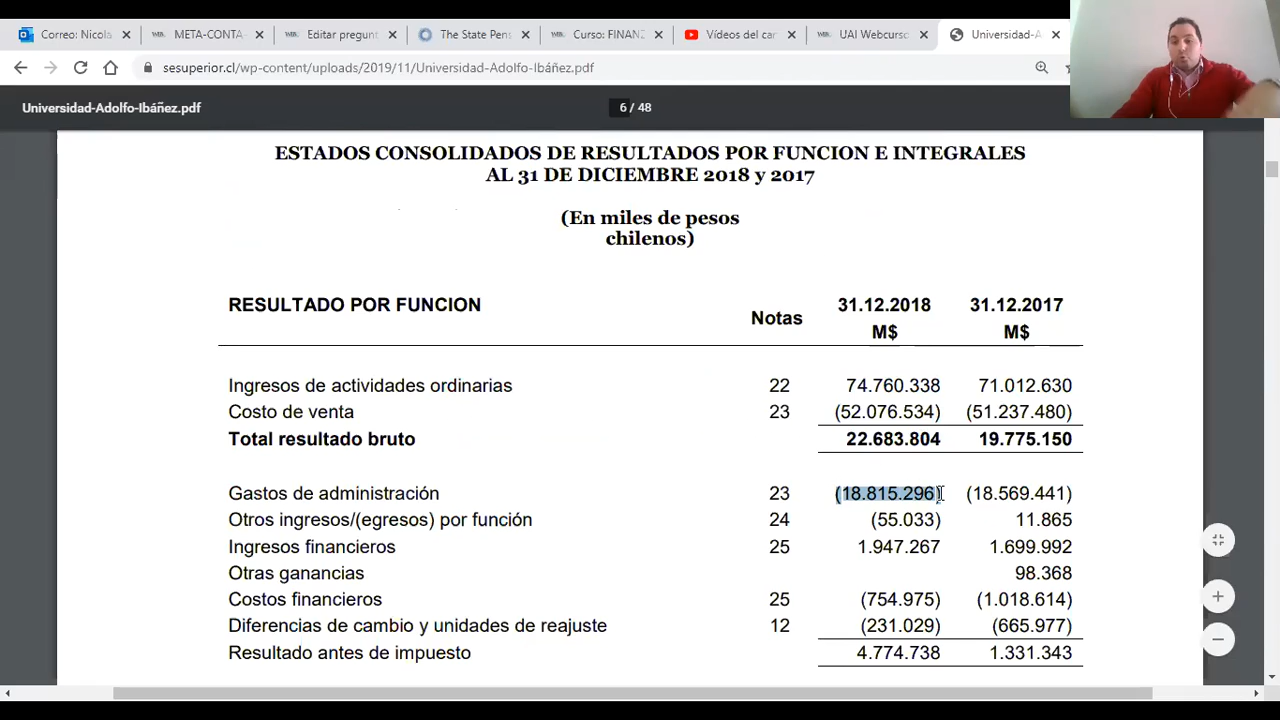 Correo: Nicola
META-CONTA
Editar pregunt
The State Pens
Curso: FINANZ
Vídeos del car
UAI Webcurso
Universidad-A
sesuperior.cl/wp-content/uploads/2019/11/Universidad-Adolfo-Ibáñez.pdf
Universidad-Adolfo-Ibáñez.pdf 6 / 48
ESTADOS CONSOLIDADOS DE RESULTADOS POR FUNCION E INTEGRALES
AL 31 DE DICIEMBRE 2018 y 2017
(En miles de pesos
chilenos)
RESULTADO POR FUNCION Notas 31.12.2018 31.12.2017
M$ M$
Ingresos de actividades ordinarias 22 74.760.338 71.012.630
Costo de venta 23 (52.076.534) (51.237.480)
Total resultado bruto 22.683.804 19.775.150
Gastos de administración 23 (18.815.296) (18.569.441)
Otros ingresos/(egresos) por función 24 (55.033) 11.865
Ingresos financieros 25 1.947.267 1.699.992
Otras ganancias 98.368
Costos financieros 25 (754.975) (1.018.614)
Diferencias de cambio y unidades de reajuste 12 (231.029) (665.977)
Resultado antes de impuesto 4.774.738 1.331.343